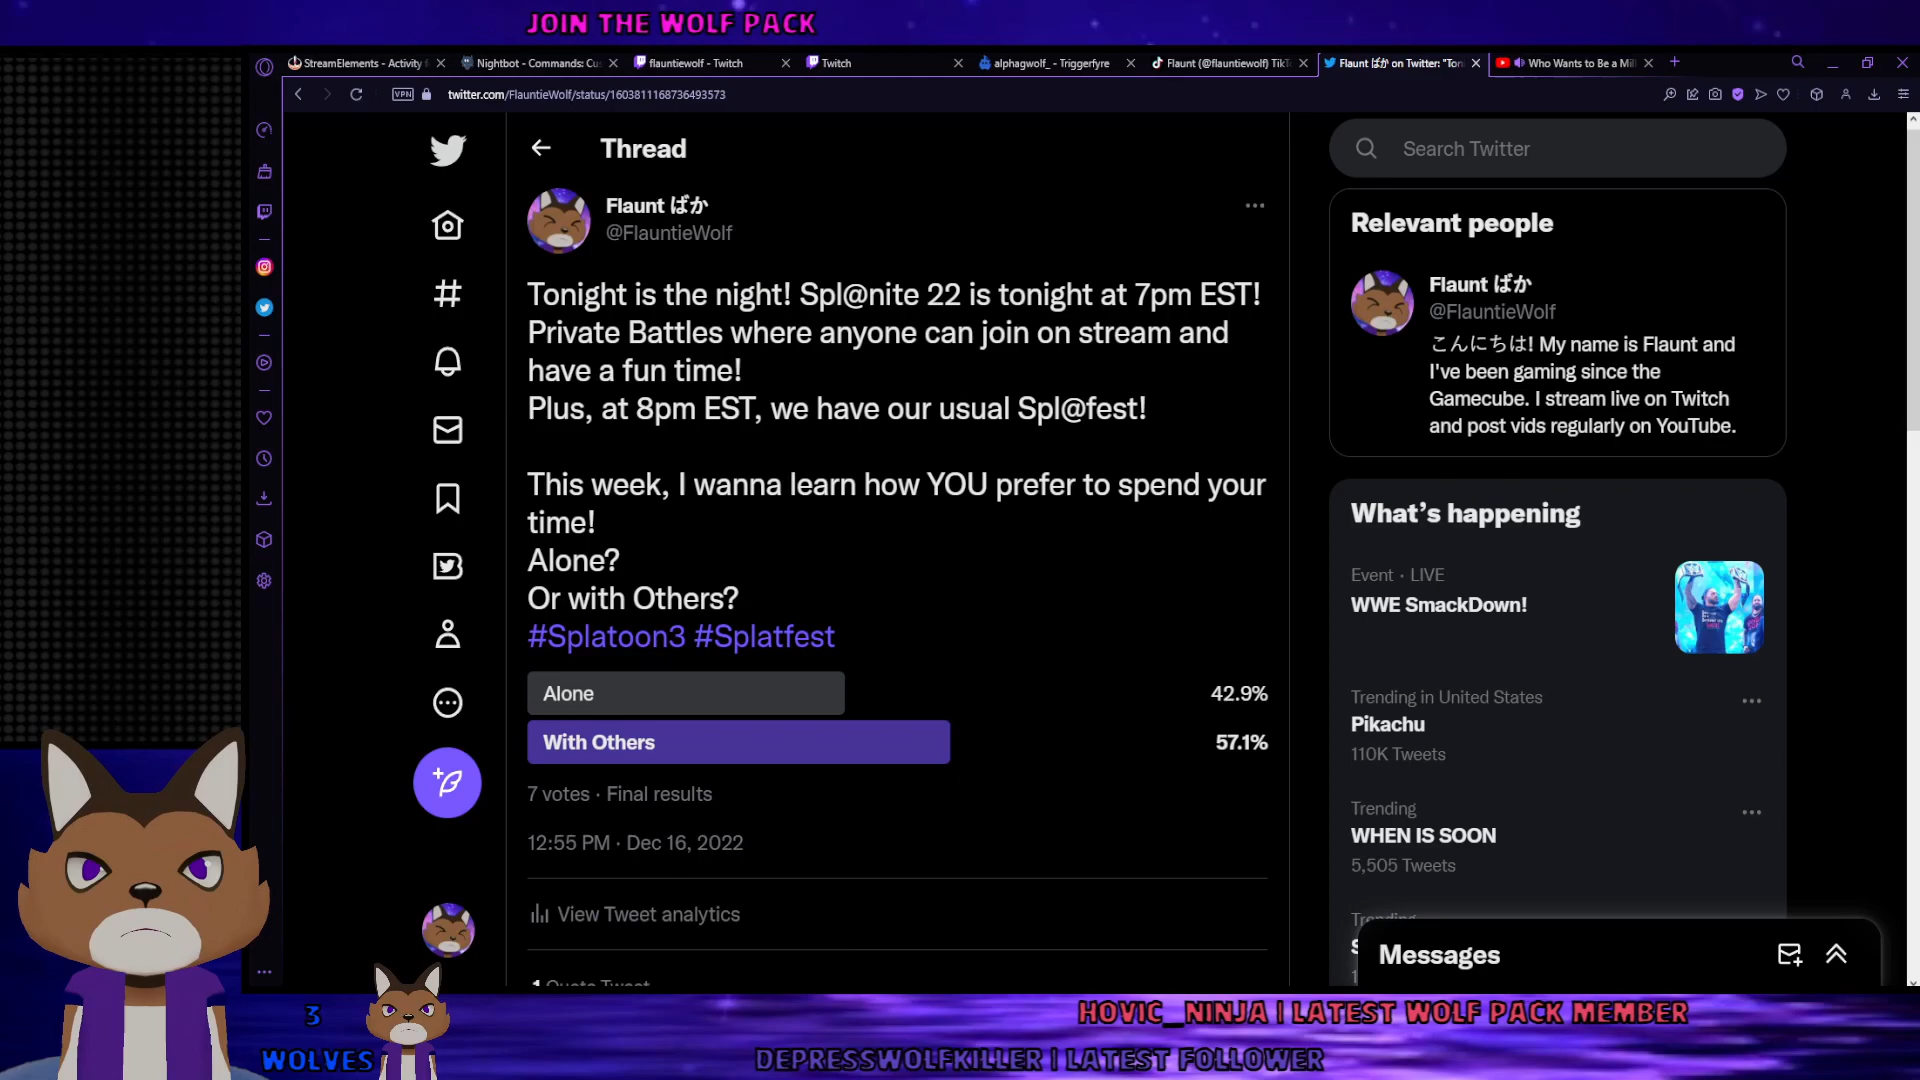 JOIN THE WOLF PACK
StreamElements - Activity f
Nightbot - Commands: Cu
flauntiewolf - Twitch
Twitch
alphagwolf_ - Triggerfyre
Flaunt (@flauntiewolf) TikT
Flaunt ばか on Twitter: "Ton
Who Wants to Be a Mil
VPN
twitter.com/FlauntieWolf/status/1603811168736493573
Thread
Flaunt ばか
@FlauntieWolf
Tonight is the night! Spl@nite 22 is tonight at 7pm EST!
Private Battles where anyone can join on stream and
have a fun time!
Plus, at 8pm EST, we have our usual Spl@fest!
This week, I wanna learn how YOU prefer to spend your
time!
Alone?
Or with Others?
#Splatoon3 #Splatfest
Alone 42.9%
With Others 57.1%
7 votes · Final results
12:55 PM · Dec 16, 2022
View Tweet analytics
1 Quote Tweet
Search Twitter
Relevant people
Flaunt ばか
@FlauntieWolf
こんにちは! My name is Flaunt and
I've been gaming since the
Gamecube. I stream live on Twitch
and post vids regularly on YouTube.
What's happening
Event · LIVE
WWE SmackDown!
Trending in United States
Pikachu
110K Tweets
Trending
WHEN IS SOON
5,505 Tweets
Trending
Messages
3
WOLVES
HOVIC__NINJA | LATEST WOLF PACK MEMBER
DEPRESSWOLFKILLER | LATEST FOLLOWER